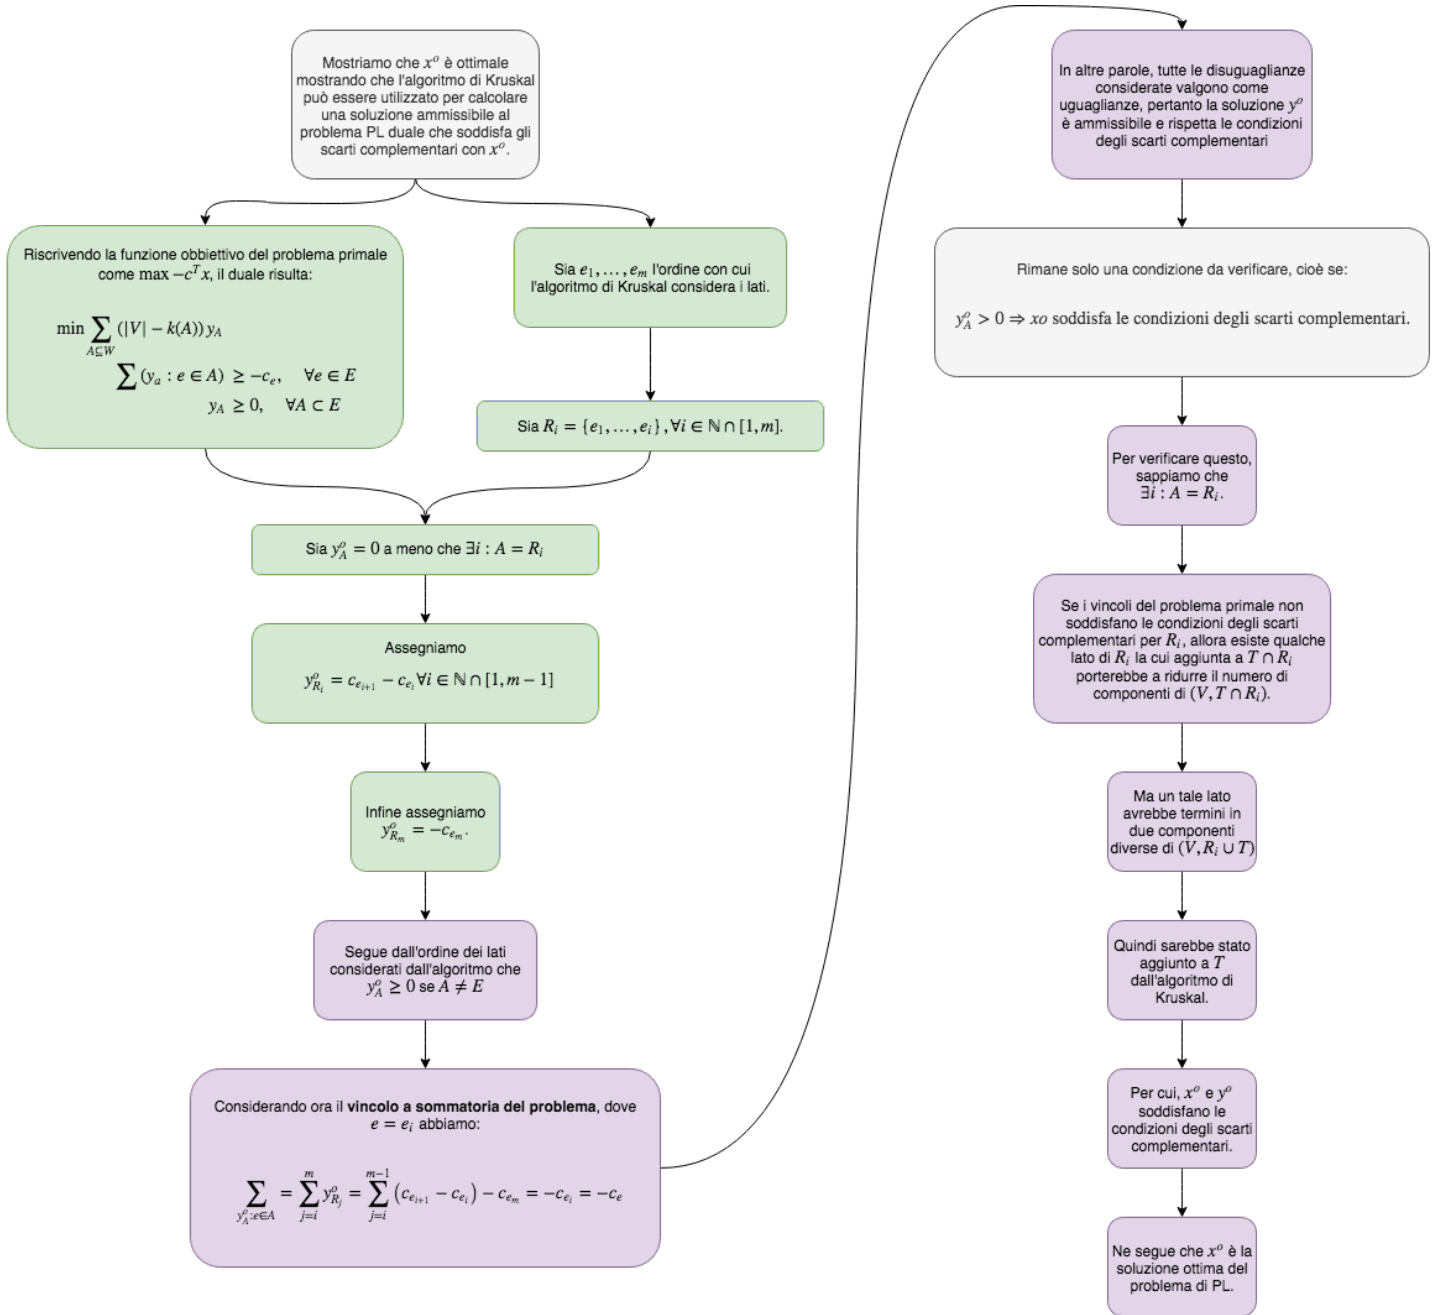 Mostriamo che x^o è ottimale
mostrando che l'algoritmo di Kruskal
può essere utilizzato per calcolare
una soluzione ammissibile al
problema PL duale che soddisfa gli
scarti complementari con x^o.
Riscrivendo la funzione obbiettivo del problema primale
come max −c^T x, il duale risulta:
min ∑_{A⊆W} (|V| − k(A)) y_A
∑ (y_a : e ∈ A) ≥ −c_e, ∀e ∈ E
y_A ≥ 0, ∀A ⊂ E
Sia e_1, … , e_m l'ordine con cui
l'algoritmo di Kruskal considera i lati.
Sia R_i = {e_1, … , e_i} , ∀i ∈ ℕ ∩ [1, m].
Sia y_A^o = 0 a meno che ∃i : A = R_i
Assegniamo
y_{R_i}^o = c_{e_{i+1}} − c_{e_i} ∀i ∈ ℕ ∩ [1, m − 1]
Infine assegniamo
y_{R_m}^o = −c_{e_m}.
Segue dall'ordine dei lati
considerati dall'algoritmo che
y_A^o ≥ 0 se A ≠ E
Considerando ora il vincolo a sommatoria del problema, dove
e = e_i abbiamo:
∑_{y_A^o:e∈A} = ∑_{j=i}^{m} y_{R_j}^o = ∑_{j=i}^{m−1} (c_{e_{i+1}} − c_{e_i}) − c_{e_m} = −c_{e_i} = −c_e
In altre parole, tutte le disuguaglianze
considerate valgono come
uguaglianze, pertanto la soluzione y^o
è ammissibile e rispetta le condizioni
degli scarti complementari
Rimane solo una condizione da verificare, cioè se:
y_A^o > 0 ⇒ xo soddisfa le condizioni degli scarti complementari.
Per verificare questo,
sappiamo che
∃i : A = R_i.
Se i vincoli del problema primale non
soddisfano le condizioni degli scarti
complementari per R_i, allora esiste qualche
lato di R_i la cui aggiunta a T ∩ R_i
porterebbe a ridurre il numero di
componenti di (V, T ∩ R_i).
Ma un tale lato
avrebbe termini in
due componenti
diverse di (V, R_i ∪ T)
Quindi sarebbe stato
aggiunto a T
dall'algoritmo di
Kruskal.
Per cui, x^o e y^o
soddisfano le
condizioni degli scarti
complementari.
Ne segue che x^o è la
soluzione ottima del
problema di PL.